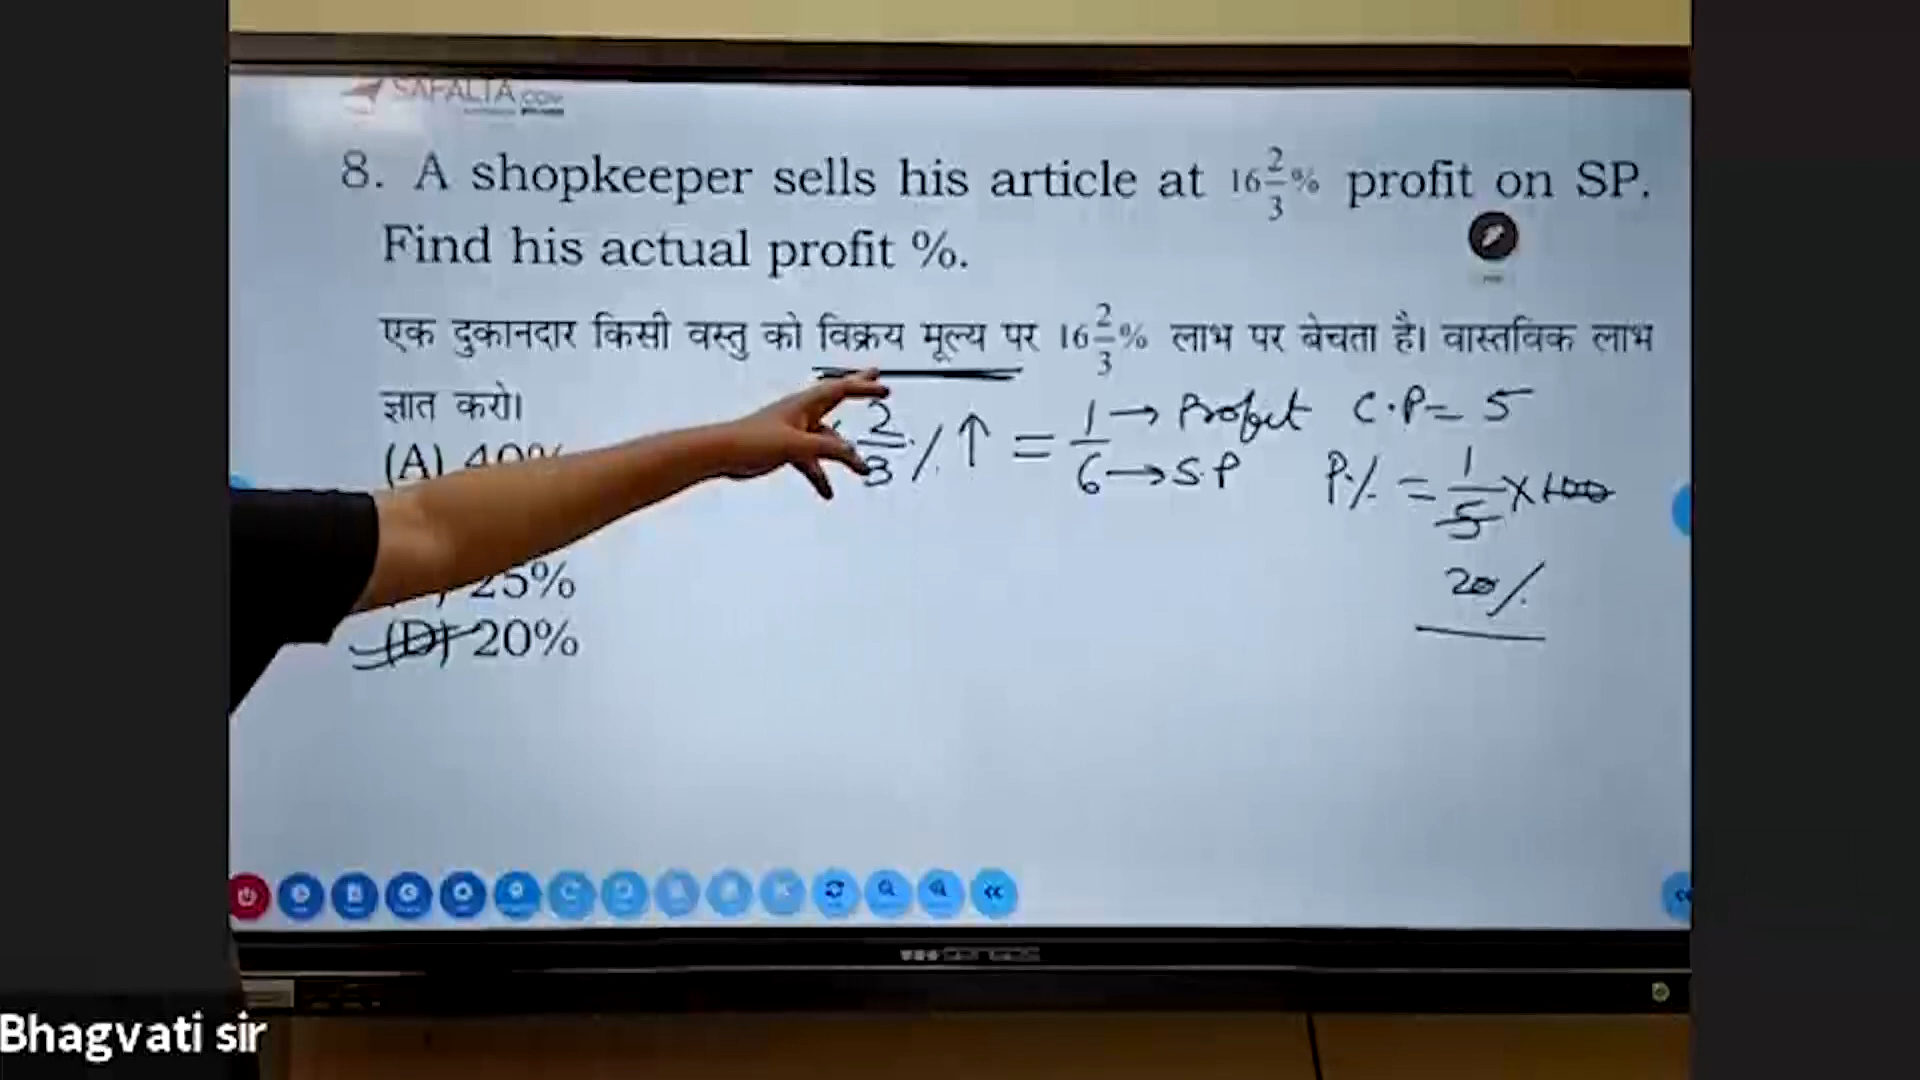 SAFALTA.COM
8. A shopkeeper sells his article at 16 2/3 % profit on SP.
Find his actual profit %.
एक दुकानदार किसी वस्तु को विक्रय मूल्य पर 16 2/3 % लाभ पर बेचता है। वास्तविक लाभ
ज्ञात करो।
(A) 40%
2/3 % ↑ = 1/6 → Profit → S.P
C.P = 5
P% = 1/5 × 100
20%
25%
(D) 20%
Bhagvati sir